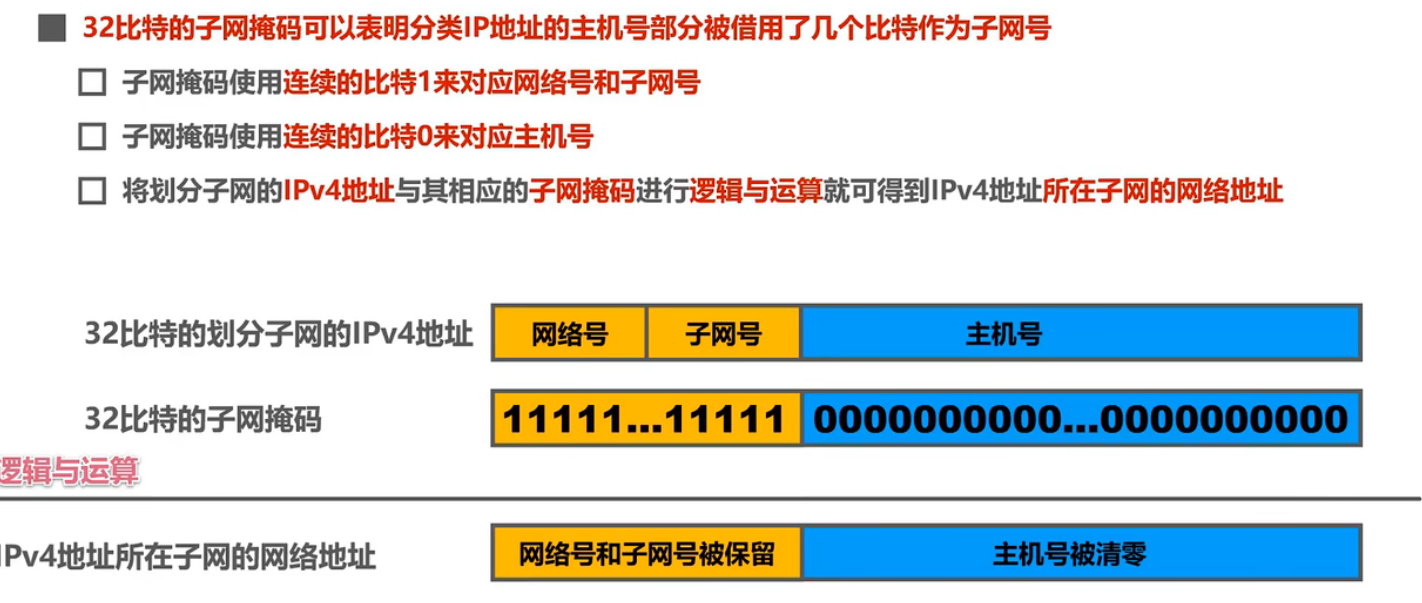 32比特的子网掩码可以表明分类IP地址的主机号部分被借用了几个比特作为子网号
子网掩码使用连续的比特1来对应网络号和子网号
子网掩码使用连续的比特0来对应主机号
将划分子网的IPv4地址与其相应的子网掩码进行逻辑与运算就可得到IPv4地址所在子网的网络地址
32比特的划分子网的IPv4地址 网络号 子网号 主机号
32比特的子网掩码 11111...11111 0000000000...0000000000
逻辑与运算
IPv4地址所在子网的网络地址 网络号和子网号被保留 主机号被清零